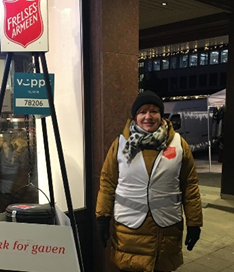 FRELSES
ARMEEN
vipps
78206
k for gaven